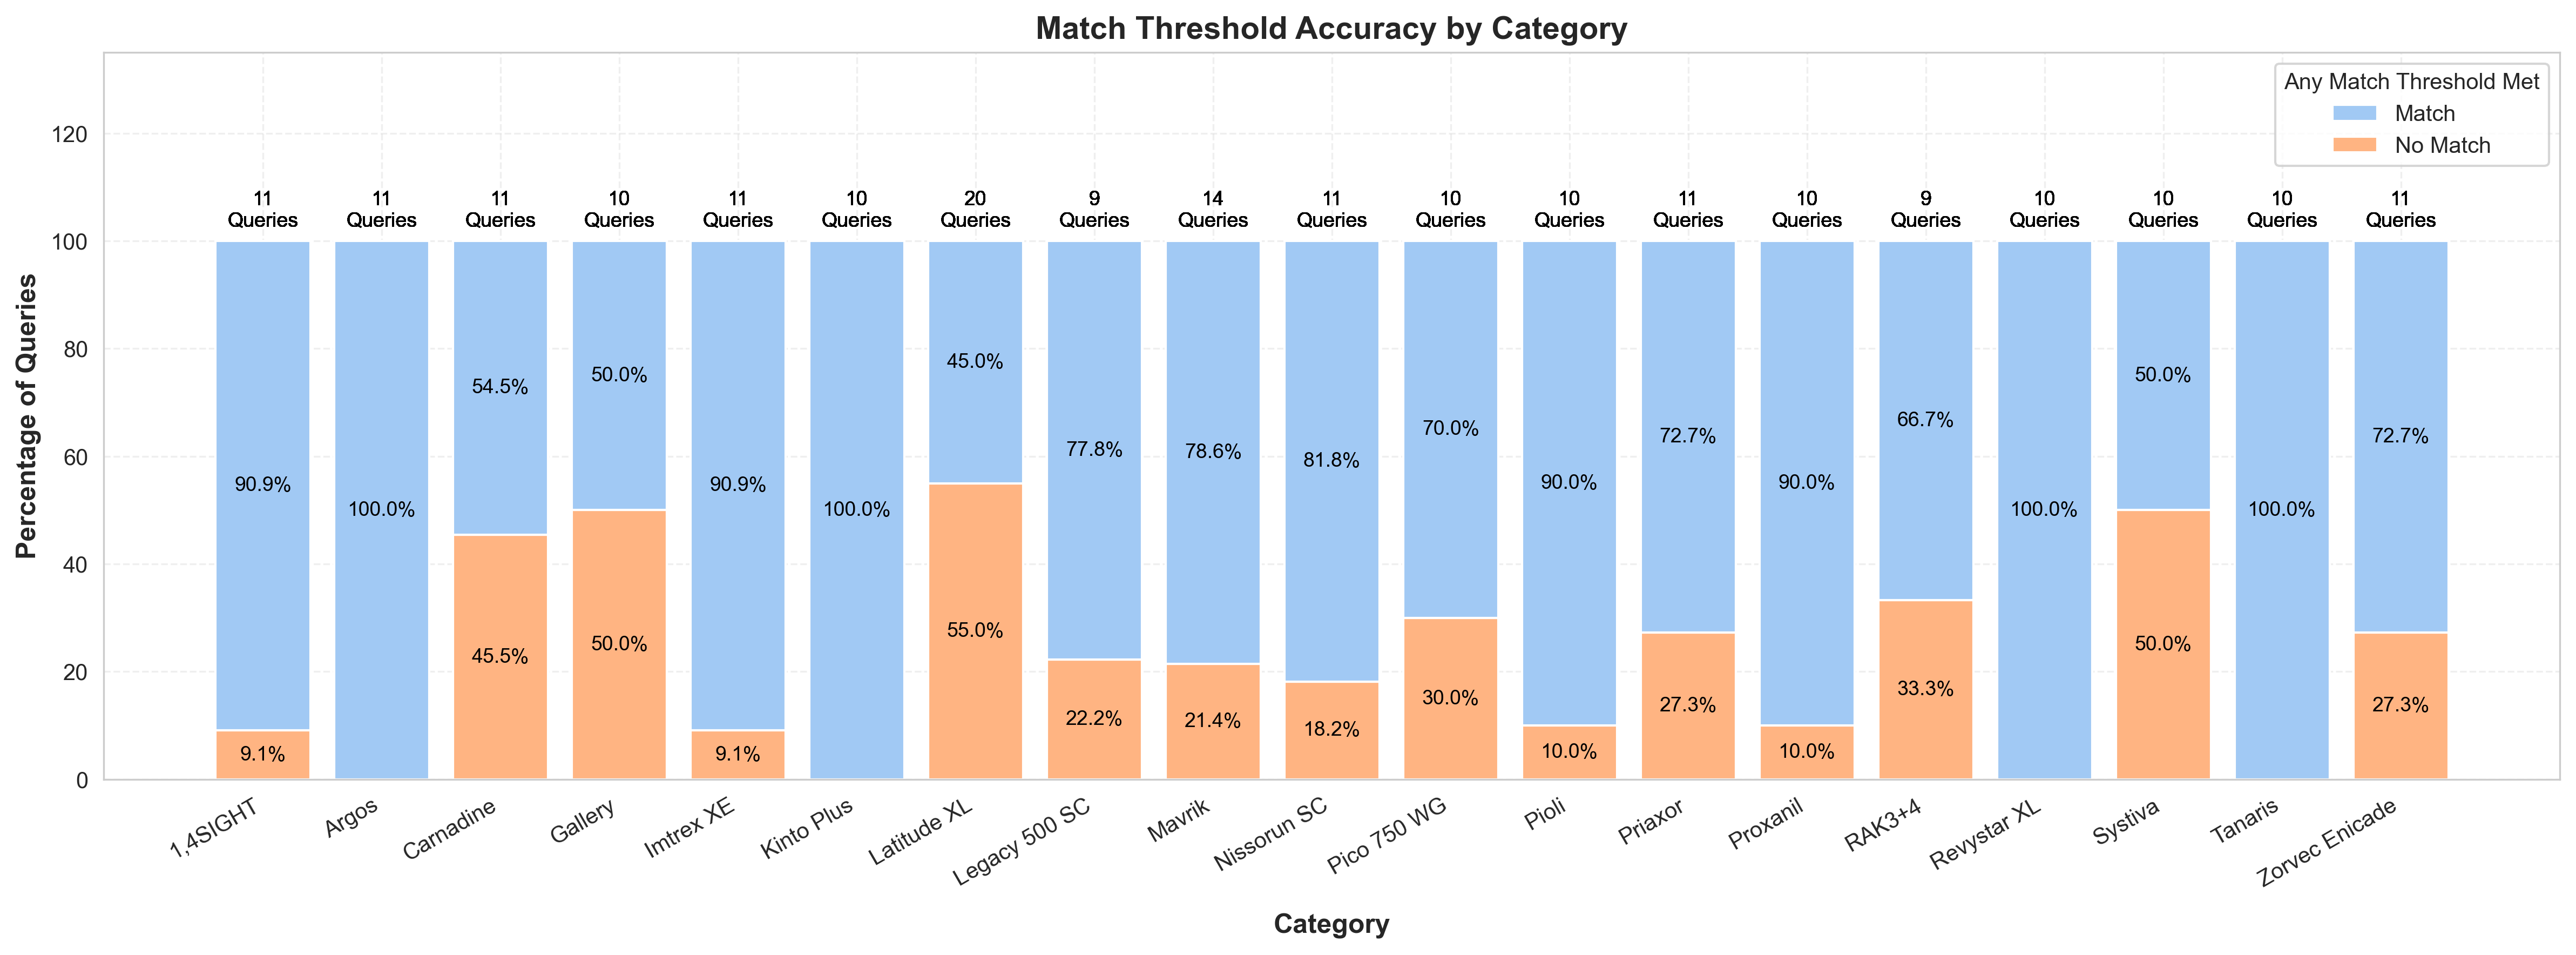 Match Threshold Accuracy by Category
Any Match Threshold Met
Match
No Match
Percentage of Queries
120
100
80
60
40
20
0
11
Queries
11
Queries
11
Queries
10
Queries
11
Queries
10
Queries
20
Queries
9
Queries
14
Queries
11
Queries
10
Queries
10
Queries
11
Queries
10
Queries
9
Queries
10
Queries
10
Queries
10
Queries
11
Queries
90.9%
100.0%
54.5%
50.0%
90.9%
100.0%
45.0%
77.8%
78.6%
81.8%
70.0%
90.0%
72.7%
90.0%
66.7%
100.0%
50.0%
100.0%
72.7%
9.1%
45.5%
50.0%
9.1%
55.0%
22.2%
21.4%
18.2%
30.0%
10.0%
27.3%
10.0%
33.3%
50.0%
27.3%
1,4SIGHT
Argos
Carnadine
Gallery
Imtrex XE
Kinto Plus
Latitude XL
Legacy 500 SC
Mavrik
Nissorun SC
Pico 750 WG
Pioli
Priaxor
Proxanil
RAK3+4
Revystar XL
Systiva
Tanaris
Zorvec Enicade
Category